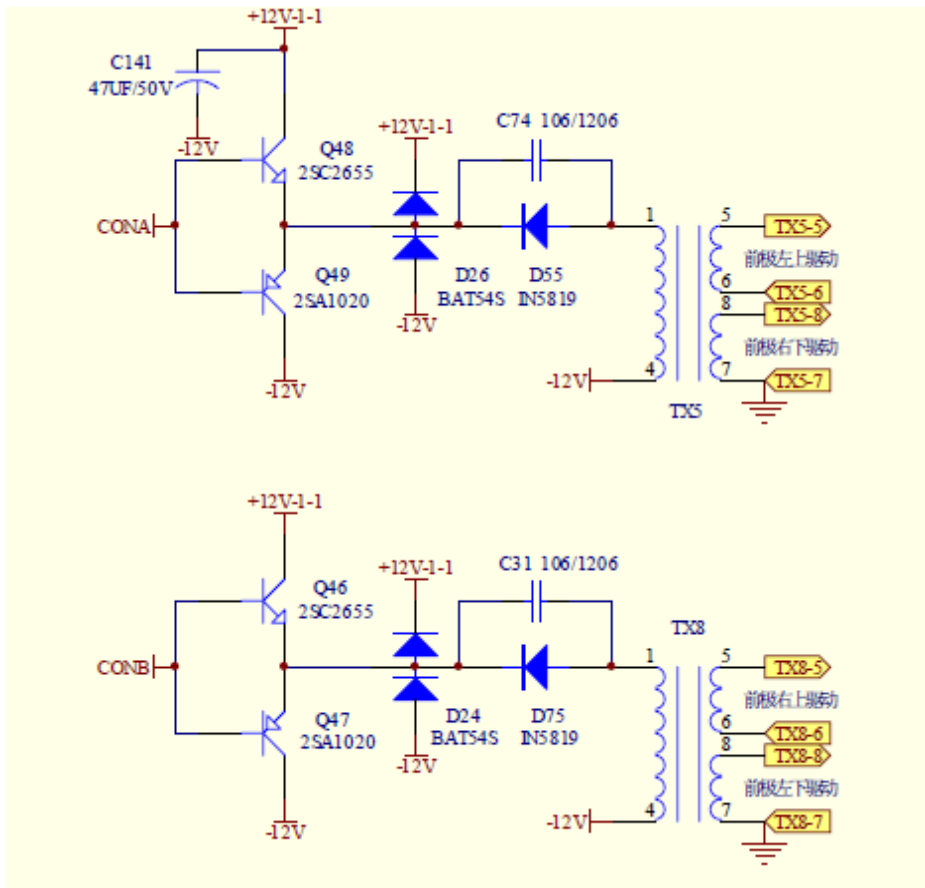 +12V-1-1
C141
47UF/50V
-12V
Q48
2SC2655
+12V-1-1
C74 106/1206
CONA
1
5
TX5-5
前极左上驱动
Q49
2SA1020
D26
BAT54S
D55
IN5819
6
TX5-6
8
TX5-8
前极右下驱动
-12V
-12V
-12V
4
7
TX5-7
TX5
+12V-1-1
Q46
2SC2655
+12V-1-1
C31 106/1206
TX8
CONB
1
5
TX8-5
前极右上驱动
Q47
2SA1020
D24
BAT54S
D75
IN5819
6
TX8-6
8
TX8-8
前极左下驱动
-12V
-12V
-12V
4
7
TX8-7